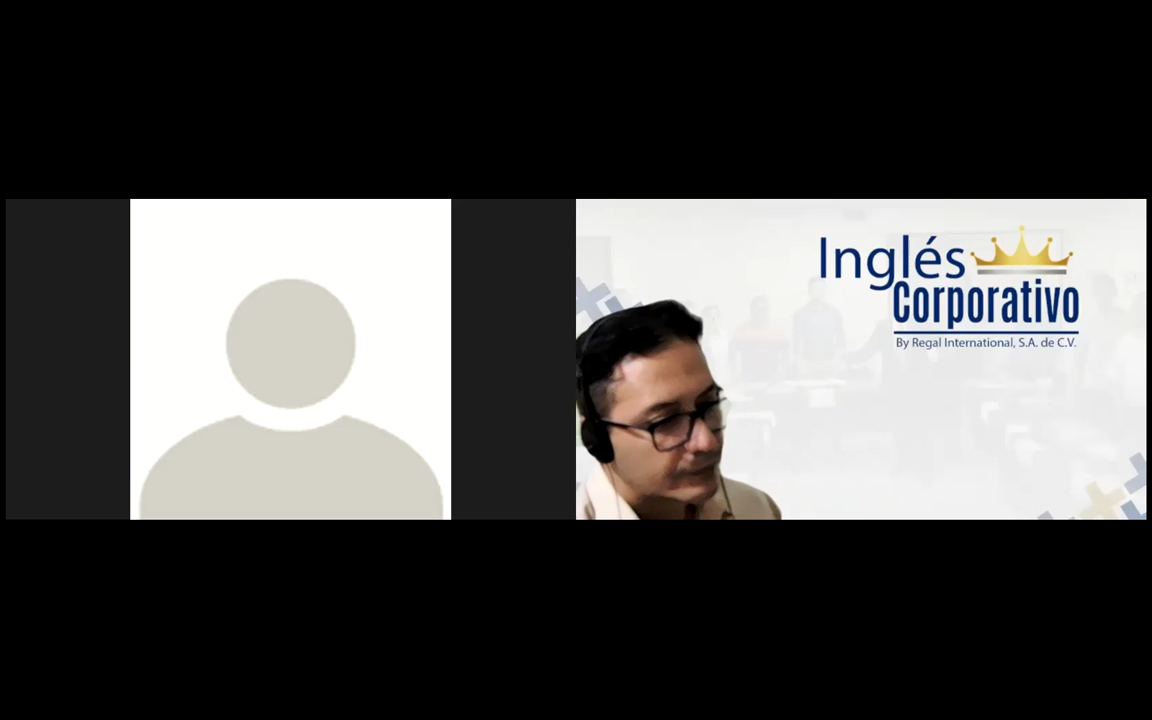 Inglés
Corporativo
By Regal International, S.A. de C.V.